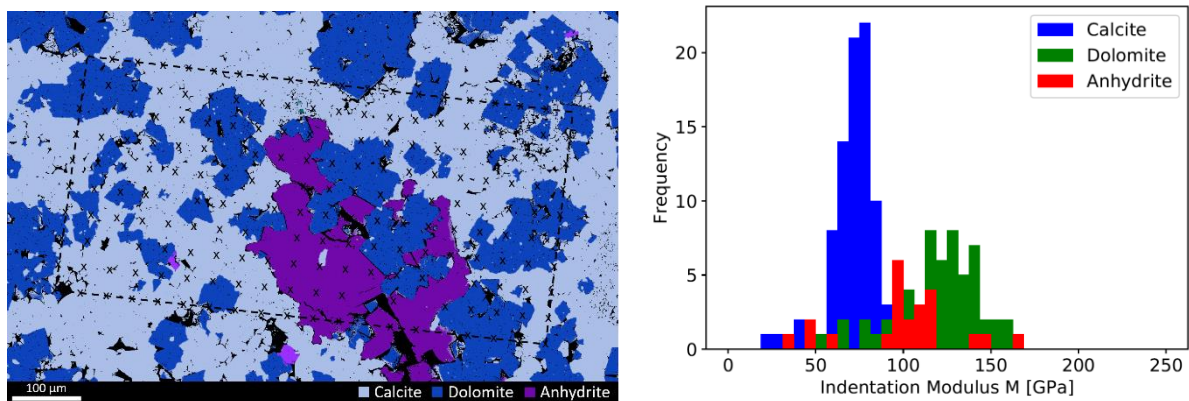 100 µm
Calcite Dolomite Anhydrite
Calcite
Dolomite
Anhydrite
Frequency
20
15
10
5
0
0 50 100 150 200 250
Indentation Modulus M [GPa]